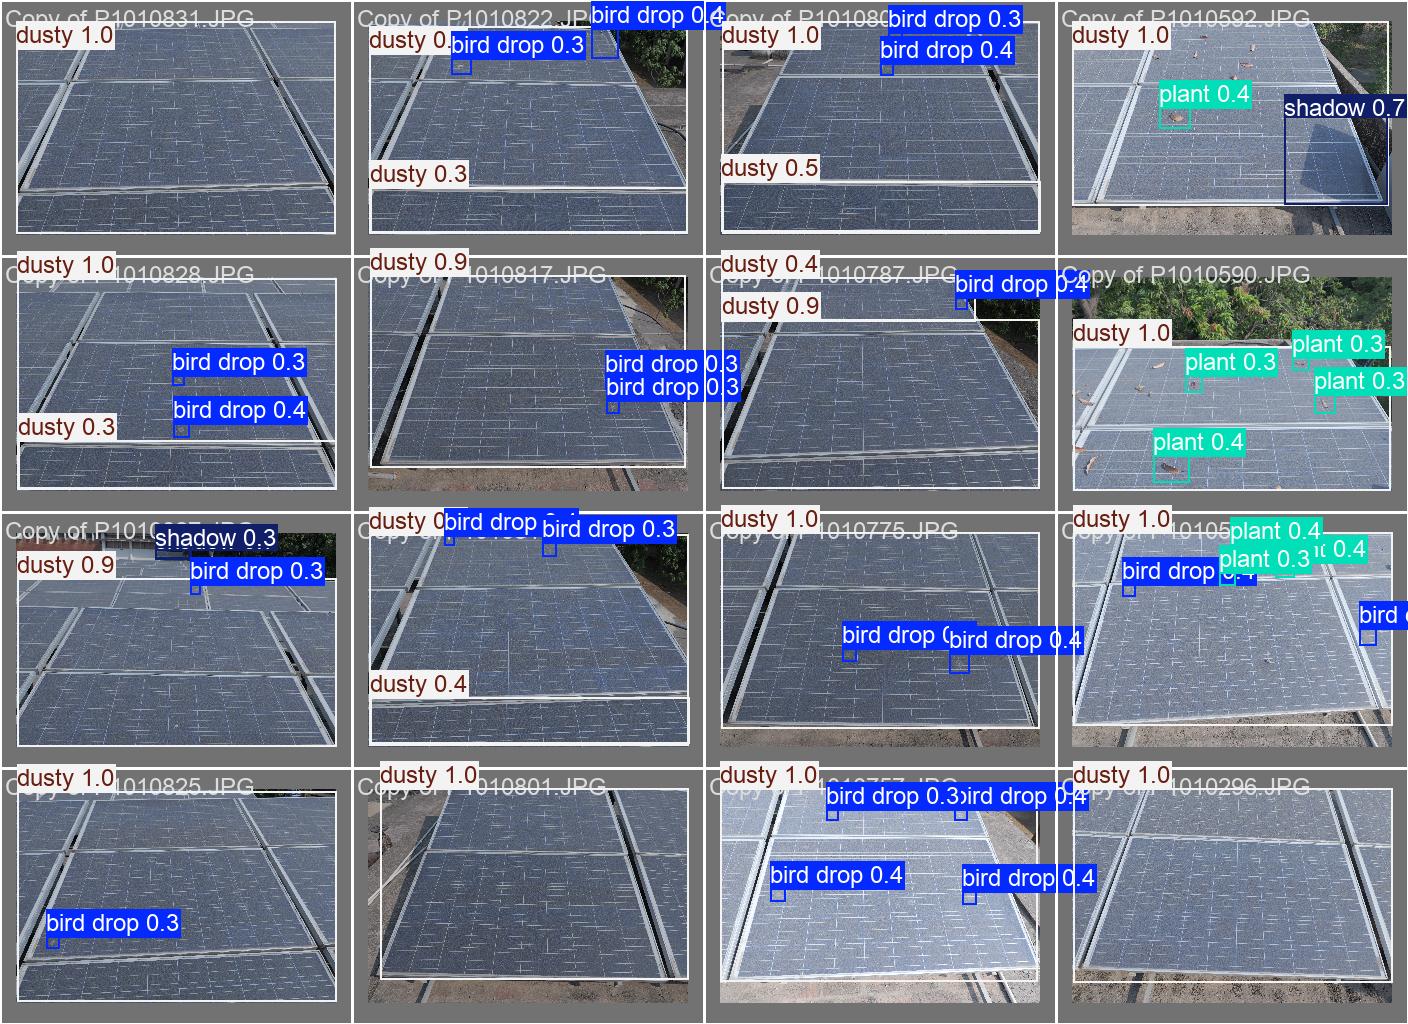 Copy of P1010831.JPG
dusty 1.0
Copy of P1010822
bird drop 0.4
dusty
bird drop 0.3
dusty 0.3
bird drop 0.3
dusty 1.0
bird drop 0.4
dusty 0.5
Copy of P1010592.JPG
dusty 1.0
plant 0.4
shadow 0.7
dusty 1.0
1010828.JPG
bird drop 0.3
bird drop 0.4
dusty 0.3
dusty 0.9
1010817.JPG
bird drop 0.3
bird drop 0.3
dusty 0.4
1010787.JPG
bird drop 0.4
dusty 0.9
Copy of P1010590.JPG
dusty 1.0
plant 0.3
plant 0.3
plant 0.3
plant 0.4
Copy of
shadow 0.3
dusty 0.9
bird drop 0.3
dusty
bird drop
bird drop 0.3
dusty 0.4
dusty 1.0
1010775.JPG
bird drop
bird drop 0.4
dusty 1.0
plant 0.4
plant 0.3
0.4
bird drop
bird
dusty 1.0
1010825.JPG
bird drop 0.3
dusty 1.0
1010801.JPG
dusty 1.0
bird drop 0.3
bird drop 0.4
bird drop 0.4
bird drop 0.4
dusty 1.0
1010296.JPG